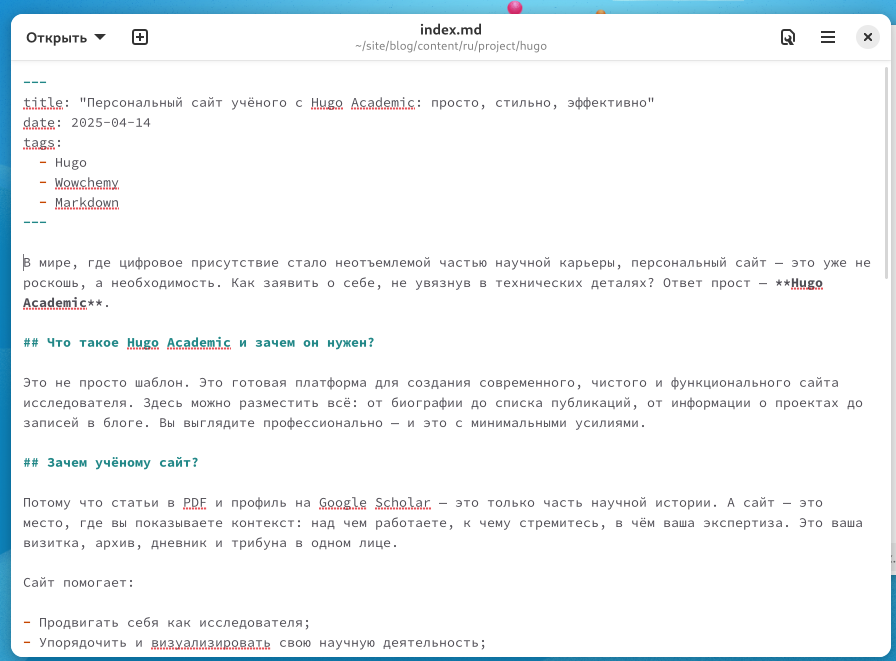 Открыть
index.md
~/site/blog/content/ru/project/hugo
---
title: "Персональный сайт учёного с Hugo Academic: просто, стильно, эффективно"
date: 2025-04-14
tags:
  - Hugo
  - Wowchemy
  - Markdown
---
В мире, где цифровое присутствие стало неотъемлемой частью научной карьеры, персональный сайт — это уже не
роскошь, а необходимость. Как заявить о себе, не увязнув в технических деталях? Ответ прост — **Hugo
Academic**.
## Что такое Hugo Academic и зачем он нужен?
Это не просто шаблон. Это готовая платформа для создания современного, чистого и функционального сайта
исследователя. Здесь можно разместить всё: от биографии до списка публикаций, от информации о проектах до
записей в блоге. Вы выглядите профессионально — и это с минимальными усилиями.
## Зачем учёному сайт?
Потому что статьи в PDF и профиль на Google Scholar — это только часть научной истории. А сайт — это
место, где вы показываете контекст: над чем работаете, к чему стремитесь, в чём ваша экспертиза. Это ваша
визитка, архив, дневник и трибуна в одном лице.
Сайт помогает:
- Продвигать себя как исследователя;
- Упорядочить и визуализировать свою научную деятельность;